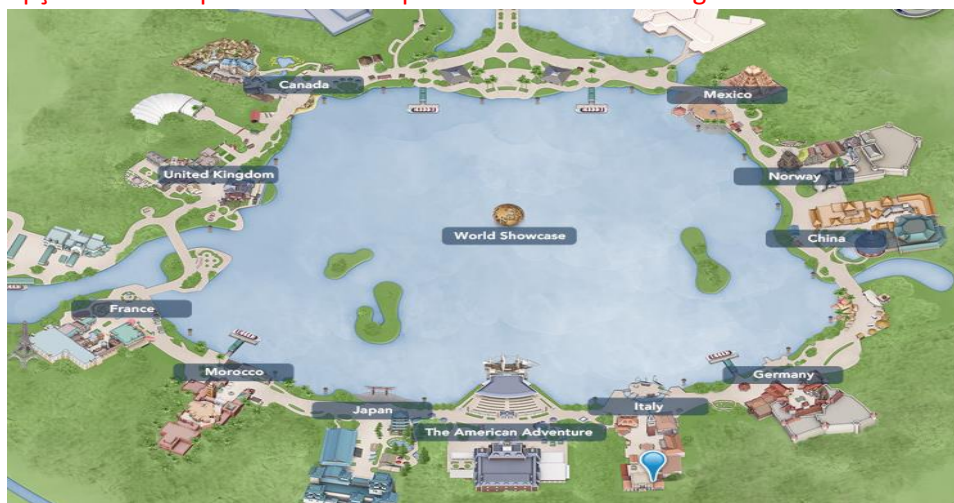 Canada
Mexico
United Kingdom
Norway
World Showcase
China
France
Morocco
Germany
Japan
Italy
The American Adventure